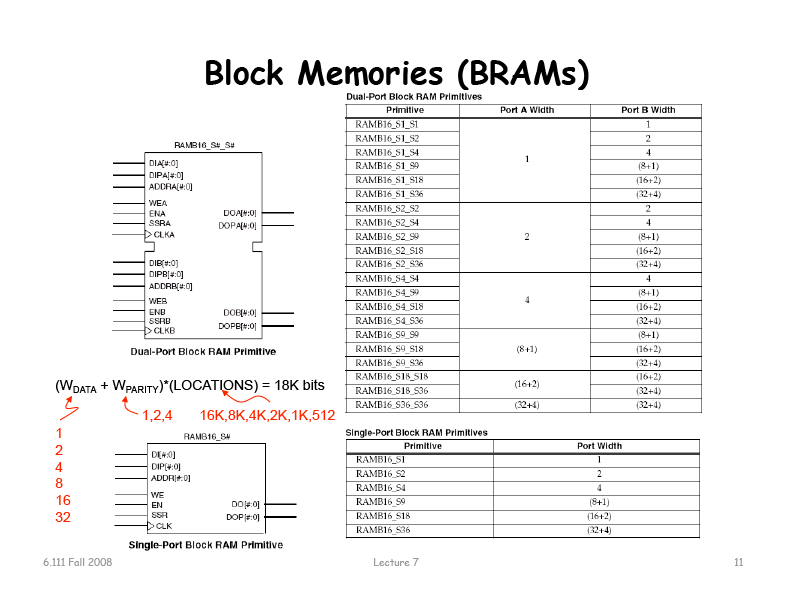 Block Memories (BRAMs)
Dual-Port Block RAM Primitives
Primitive Port A Width Port B Width
RAMB16_S1_S1 1 1
RAMB16_S1_S2 2
RAMB16_S1_S4 4
RAMB16_S1_S9 (8+1)
RAMB16_S1_S18 (16+2)
RAMB16_S1_S36 (32+4)
RAMB16_S2_S2 2 2
RAMB16_S2_S4 4
RAMB16_S2_S9 (8+1)
RAMB16_S2_S18 (16+2)
RAMB16_S2_S36 (32+4)
RAMB16_S4_S4 4 4
RAMB16_S4_S9 (8+1)
RAMB16_S4_S18 (16+2)
RAMB16_S4_S36 (32+4)
RAMB16_S9_S9 (8+1) (8+1)
RAMB16_S9_S18 (16+2)
RAMB16_S9_S36 (32+4)
RAMB16_S18_S18 (16+2) (16+2)
RAMB16_S18_S36 (32+4)
RAMB16_S36_S36 (32+4) (32+4)
RAMB16_S#_S#
DIA[#:0]
DIPA[#:0]
ADDRA[#:0]
WEA
ENA DOA[#:0]
SSRA DOPA[#:0]
CLKA
DIB[#:0]
DIPB[#:0]
ADDRB[#:0]
WEB
ENB DOB[#:0]
SSRB DOPB[#:0]
CLKB
Dual-Port Block RAM Primitive
(WDATA + WPARITY)*(LOCATIONS) = 18K bits
1,2,4 16K,8K,4K,2K,1K,512
1
2
4
8
16
32
RAMB16_S#
DI[#:0]
DIP[#:0]
ADDR[#:0]
WE
EN DO[#:0]
SSR DOP[#:0]
CLK
Single-Port Block RAM Primitive
Single-Port Block RAM Primitives
Primitive Port Width
RAMB16_S1 1
RAMB16_S2 2
RAMB16_S4 4
RAMB16_S9 (8+1)
RAMB16_S18 (16+2)
RAMB16_S36 (32+4)
6.111 Fall 2008 Lecture 7 11